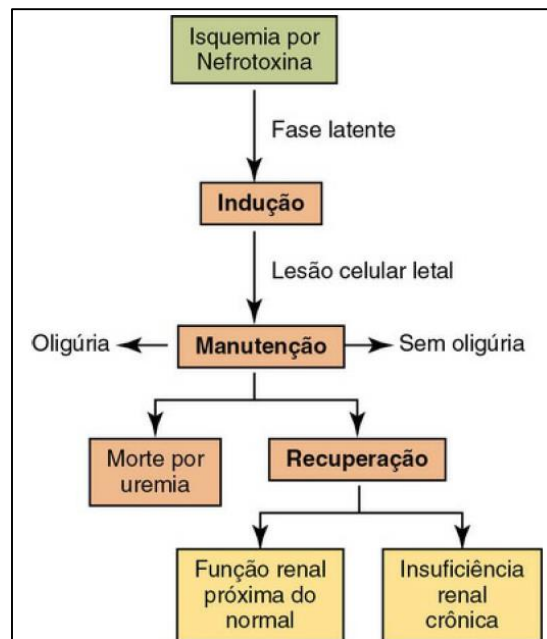 Isquemia por
Nefrotoxina
Fase latente
Indução
Lesão celular letal
Oligúria
Manutenção
Sem oligúria
Morte por
uremia
Recuperação
Função renal
próxima do
normal
Insuficiência
renal
crônica